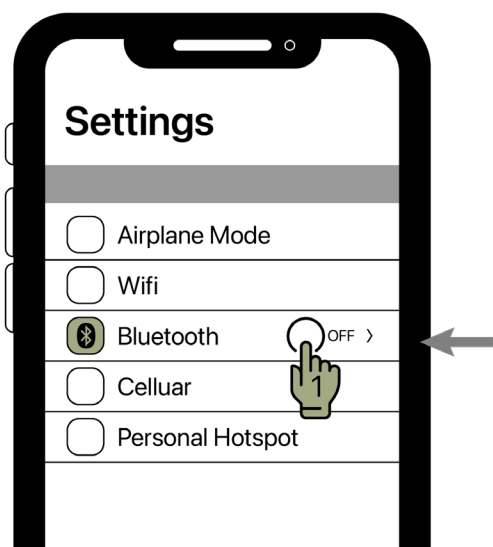 Settings
Airplane Mode
Wifi
Bluetooth OFF
1
Celluar
Personal Hotspot